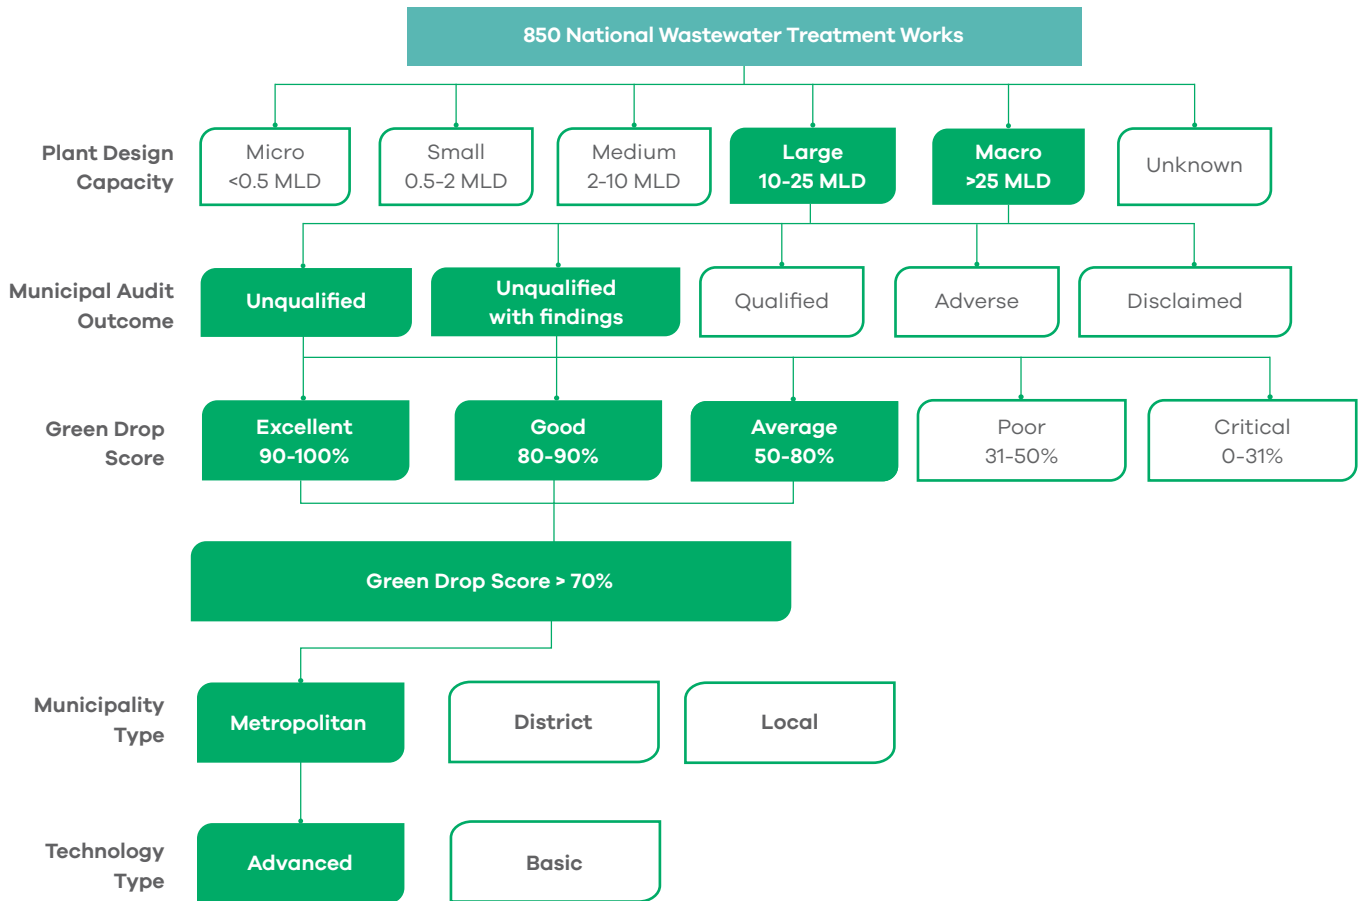 850 National Wastewater Treatment Works
Plant Design
Capacity
Micro
<0.5 MLD
Small
0.5-2 MLD
Medium
2-10 MLD
Large
10-25 MLD
Macro
>25 MLD
Unknown
Municipal Audit
Outcome
Unqualified
Unqualified
with findings
Qualified
Adverse
Disclaimed
Green Drop
Score
Excellent
90-100%
Good
80-90%
Average
50-80%
Poor
31-50%
Critical
0-31%
Green Drop Score > 70%
Municipality
Type
Metropolitan
District
Local
Technology
Type
Advanced
Basic